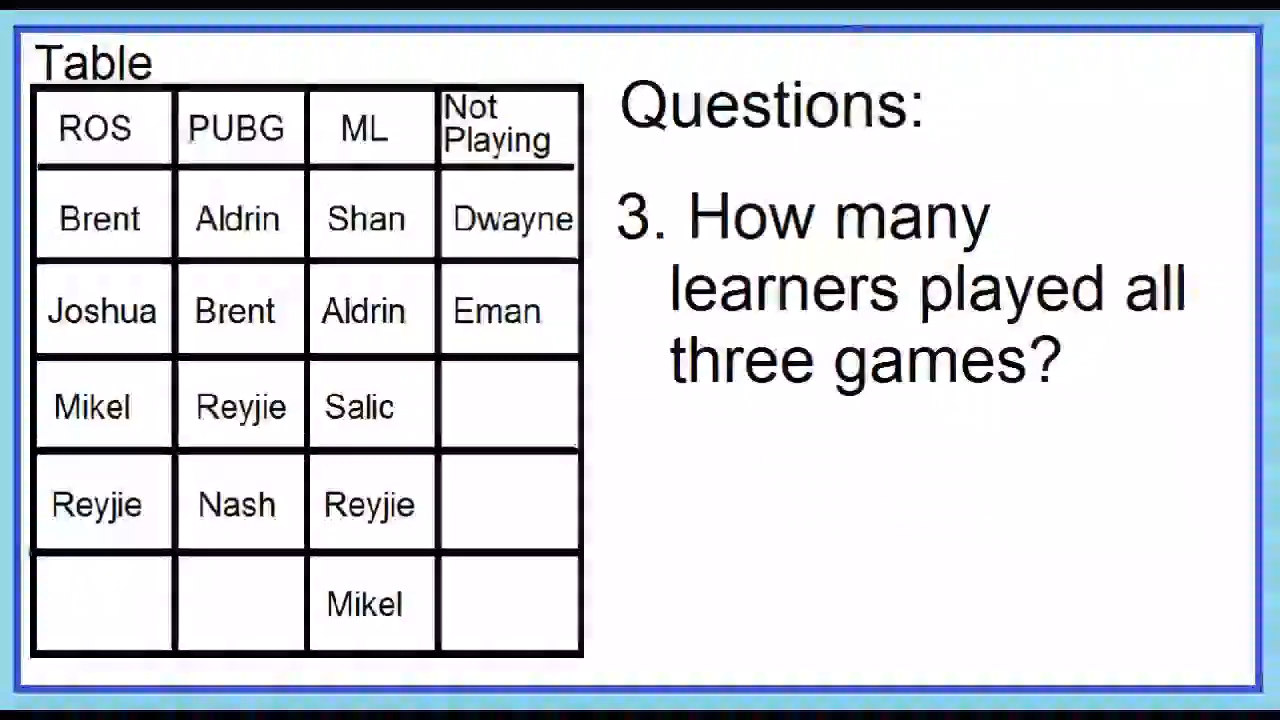 Table
ROS PUBG ML Not Playing
Brent Aldrin Shan Dwayne
Joshua Brent Aldrin Eman
Mikel Reyjie Salic
Reyjie Nash Reyjie
Mikel
Questions:
3. How many
learners played all
three games?